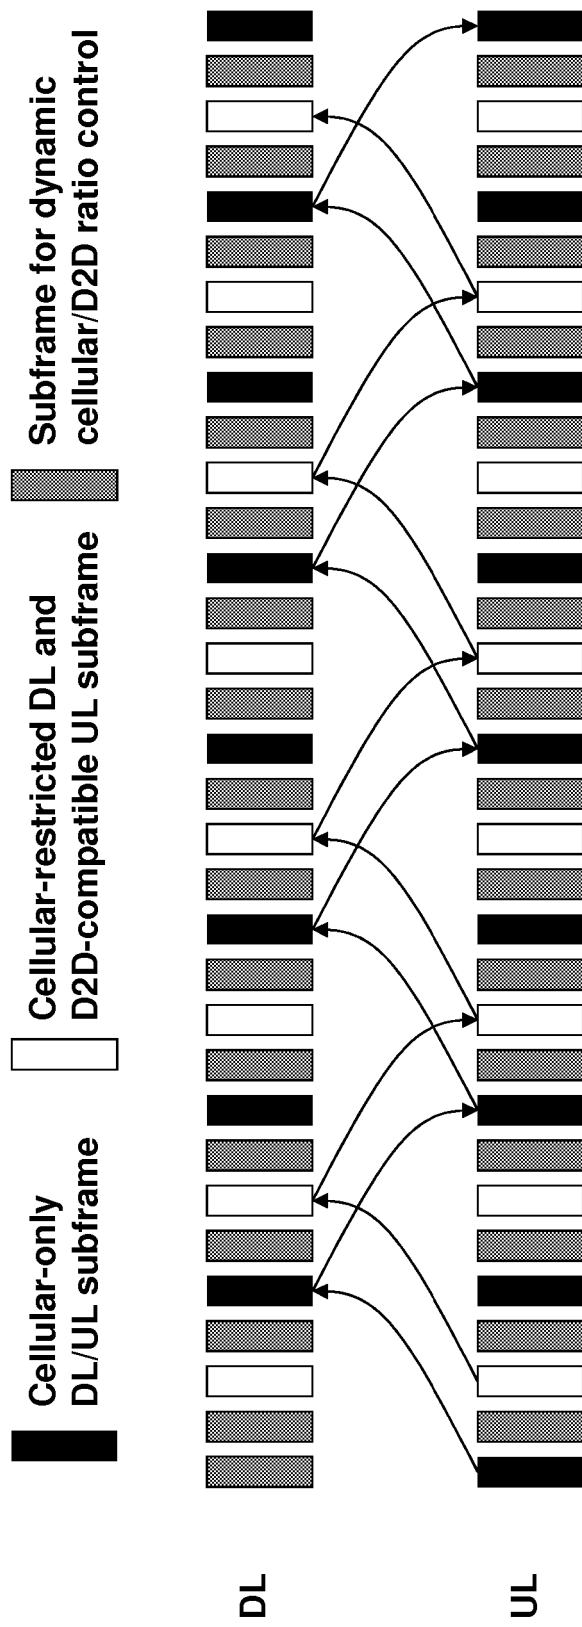 Cellular-only
DL/UL subframe
Cellular-restricted DL and
D2D-compatible UL subframe
Subframe for dynamic
cellular/D2D ratio control
DL
UL